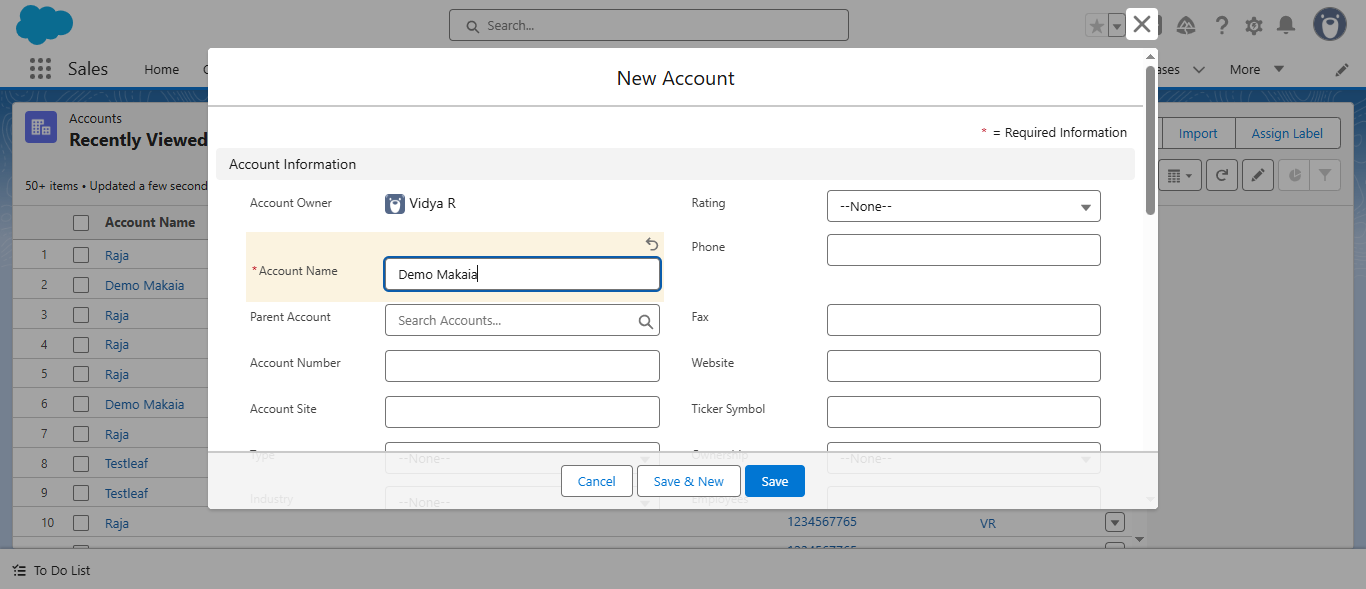 Search...
Sales
Home
ases
More
New Account
* = Required Information
Accounts
Recently Viewed
Import
Assign Label
50+ items • Updated a few second
Account Name
1 Raja
2 Demo Makaia
3 Raja
4 Raja
5 Raja
6 Demo Makaia
7 Raja
8 Testleaf
9 Testleaf
10 Raja 1234567765 VR
1234567765
Account Information
Account Owner Vidya R
Rating --None--
*Account Name Demo Makaia
Phone
Parent Account Search Accounts...
Fax
Account Number
Website
Account Site
Ticker Symbol
Type --None--
Ownership --None--
Industry --None--
Employees
Cancel
Save & New
Save
To Do List